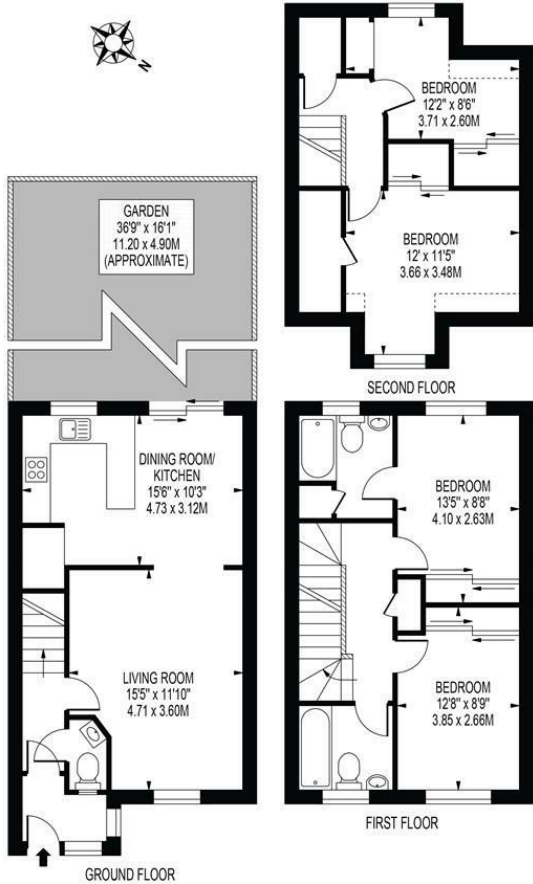 N
BEDROOM
12'2" x 8'6"
3.71 x 2.60M
GARDEN
36'9" x 16'1"
11.20 x 4.90M
(APPROXIMATE)
BEDROOM
12' x 11'5"
3.66 x 3.48M
SECOND FLOOR
DINING ROOM/
KITCHEN
15'6" x 10'3"
4.73 x 3.12M
BEDROOM
13'5" x 8'8"
4.10 x 2.63M
LIVING ROOM
15'5" x 11'10"
4.71 x 3.60M
BEDROOM
12'8" x 8'9"
3.85 x 2.66M
FIRST FLOOR
GROUND FLOOR